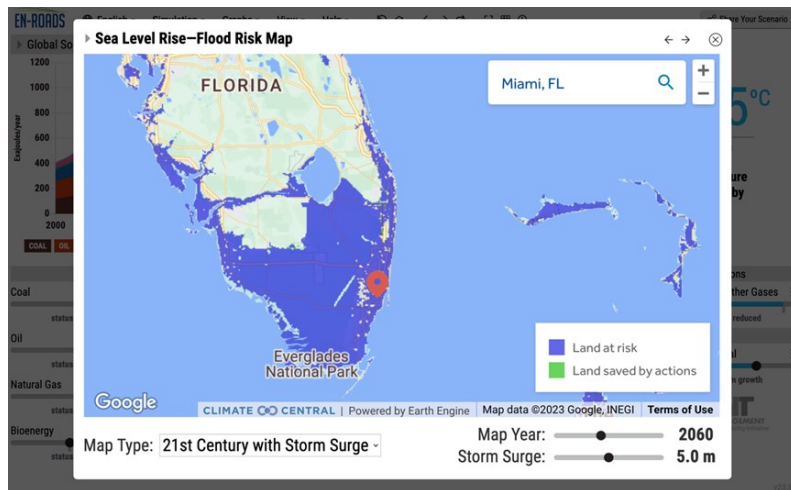 EN-ROADS
English Simulation Graphs View Help
Share Your Scenario
Global So
Sea Level Rise—Flood Risk Map
1200
1000
800
600
400
200
0
2000
Exajoules/year
COAL OIL
Coal
status
Oil
status
Natural Gas
status
Bioenergy
status
FLORIDA
Miami, FL
+
−
5°C
ure
by
ons
ther Gases
reduced
al
n growth
Everglades
National Park
Land at risk
Land saved by actions
Google
CLIMATE CENTRAL | Powered by Earth Engine
Map data ©2023 Google, INEGI
Terms of Use
Map Type: 21st Century with Storm Surge
Map Year: 2060
Storm Surge: 5.0 m